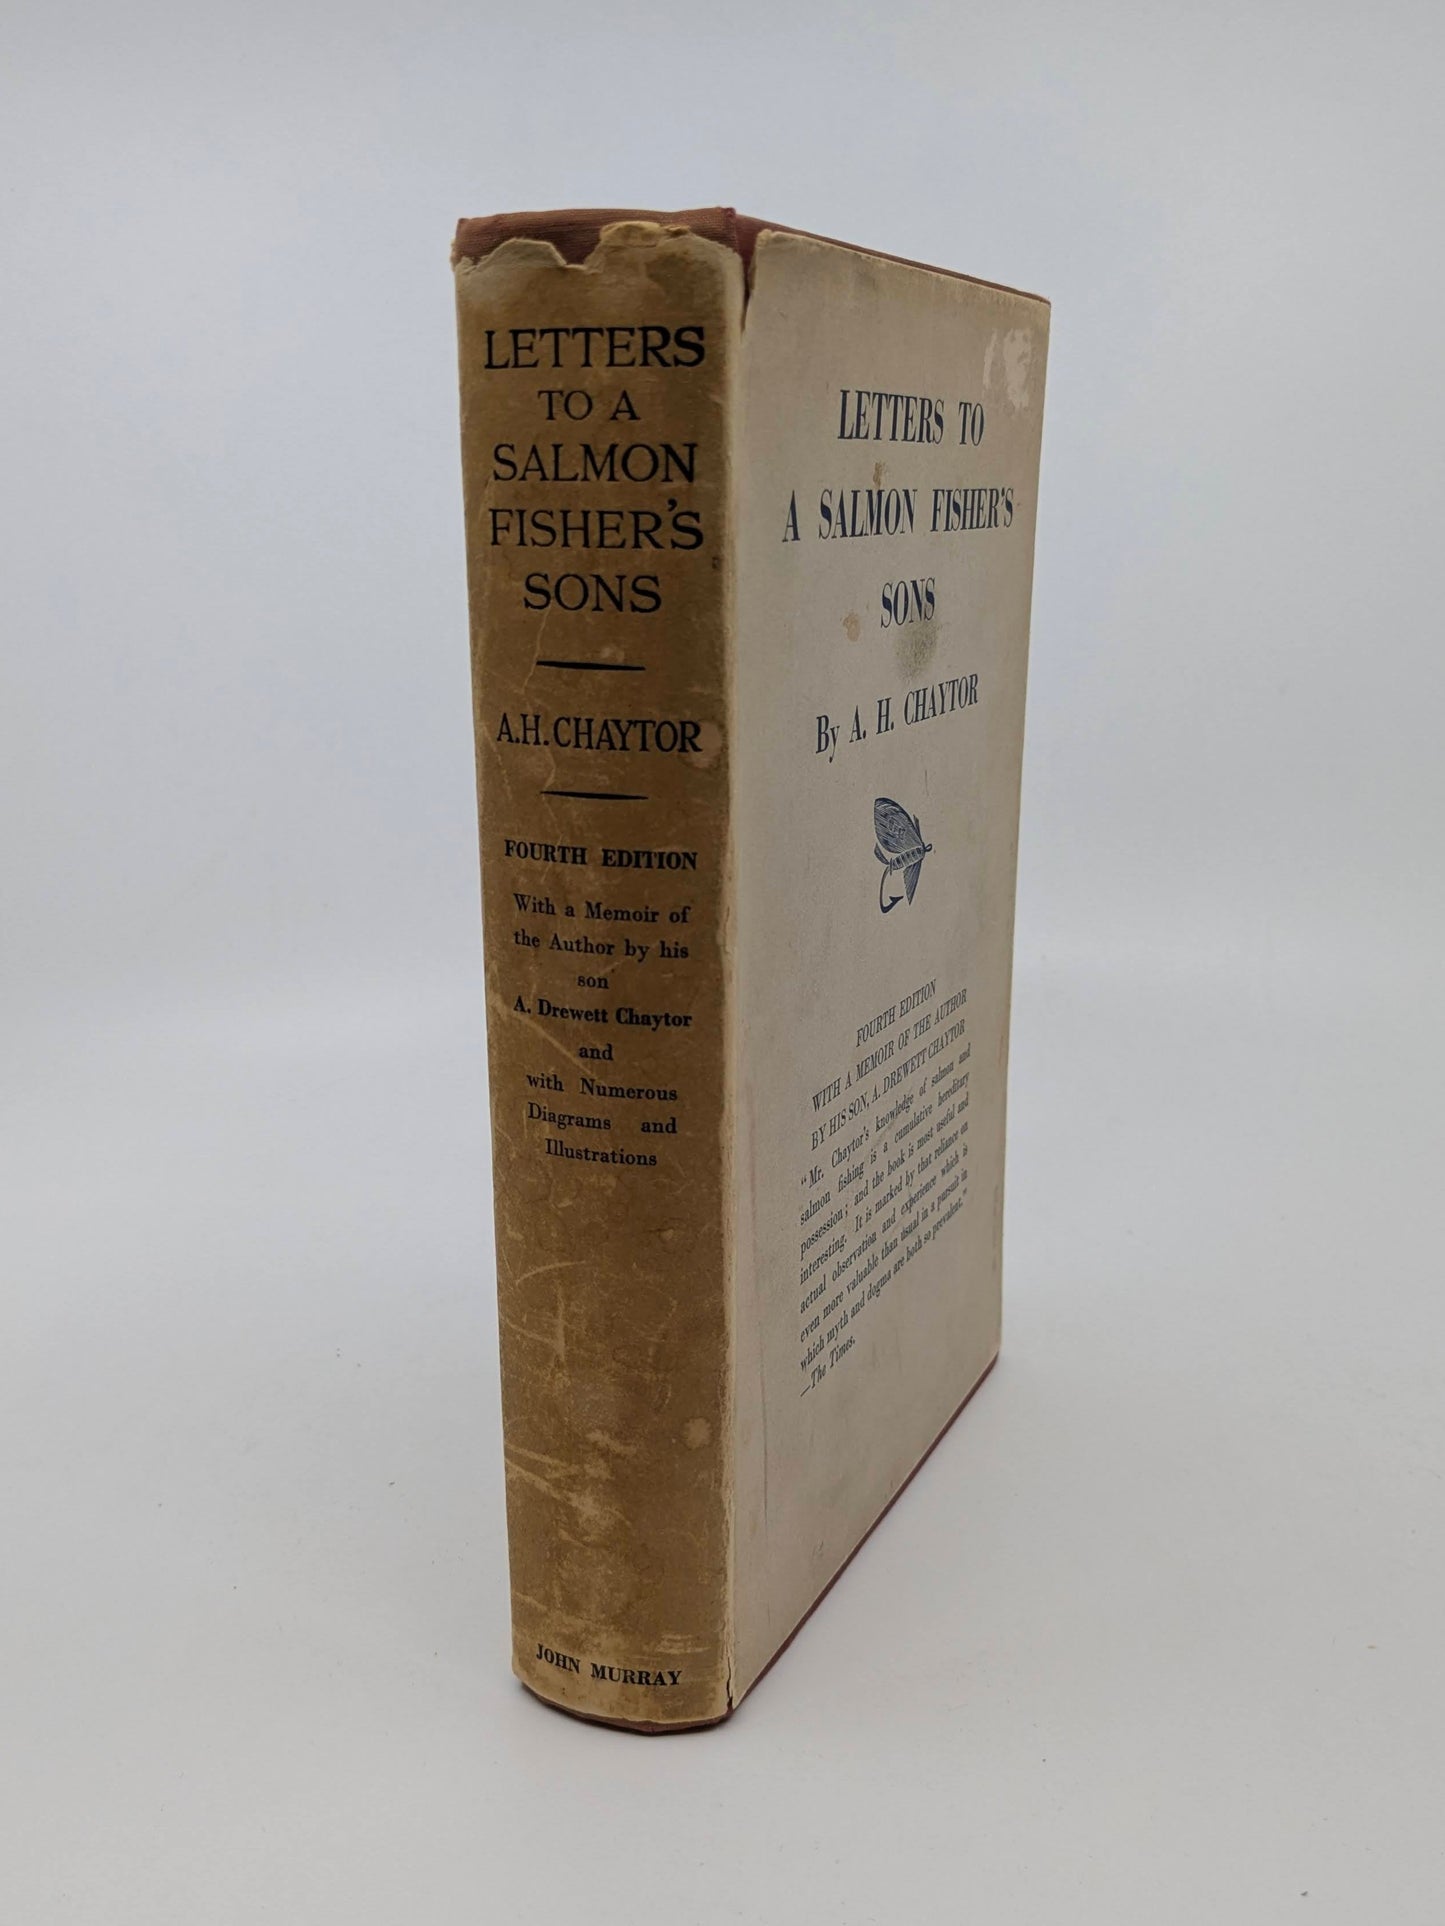 LETTERS
TO A
SALMON
FISHER'S
SONS
A.H. CHAYTOR
FOURTH EDITION
With a Memoir of
the Author by his
son
A. Drewett Chaytor
and
with Numerous
Diagrams and
Illustrations
JOHN MURRAY
LETTERS TO
A SALMON FISHER'S
SONS
By A. H. CHAYTOR
FOURTH EDITION
WITH A MEMOIR OF THE AUTHOR
BY HIS SON, A. DREWETT CHAYTOR
"Mr. Chaytor's knowledge of salmon and
salmon fishing is a cumulative hereditary
possession; and the book is most useful and
interesting. It is marked by that reliance on
actual observation and experience which is
even more valuable than usual in a pursuit in
which myth and dogma are both so prevalent."
—The Times.